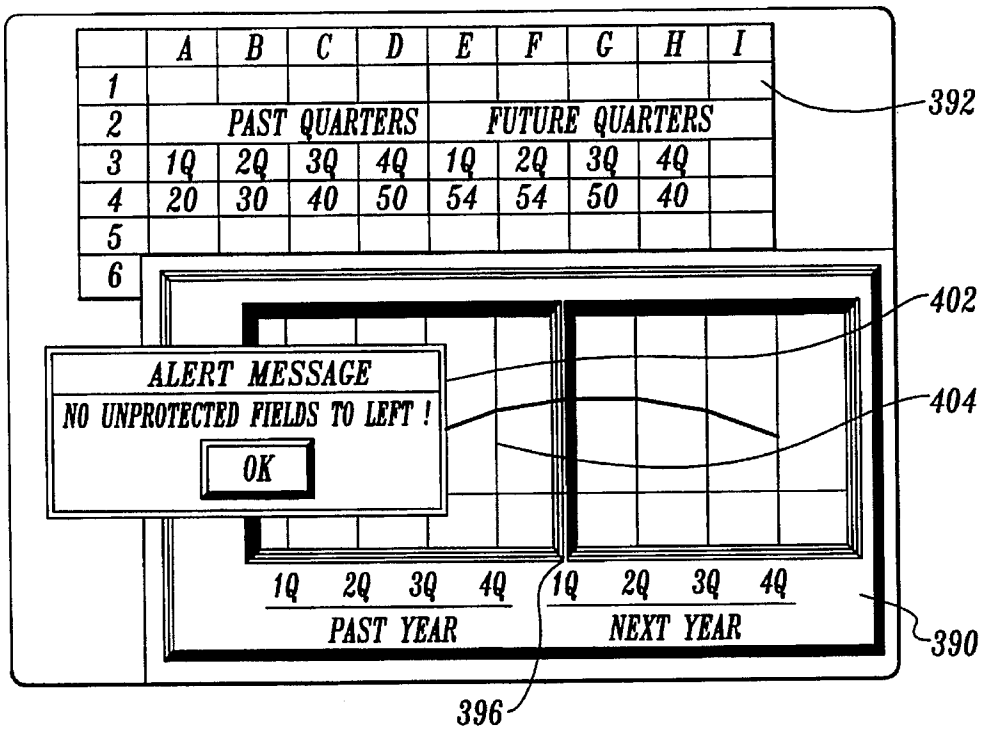 A B C D E F G H I
1
392
2 PAST QUARTERS FUTURE QUARTERS
3 1Q 2Q 3Q 4Q 1Q 2Q 3Q 4Q
4 20 30 40 50 54 54 50 40
5
6
402
ALERT MESSAGE
404
NO UNPROTECTED FIELDS TO LEFT !
OK
1Q 2Q 3Q 4Q 1Q 2Q 3Q 4Q
PAST YEAR NEXT YEAR
390
396